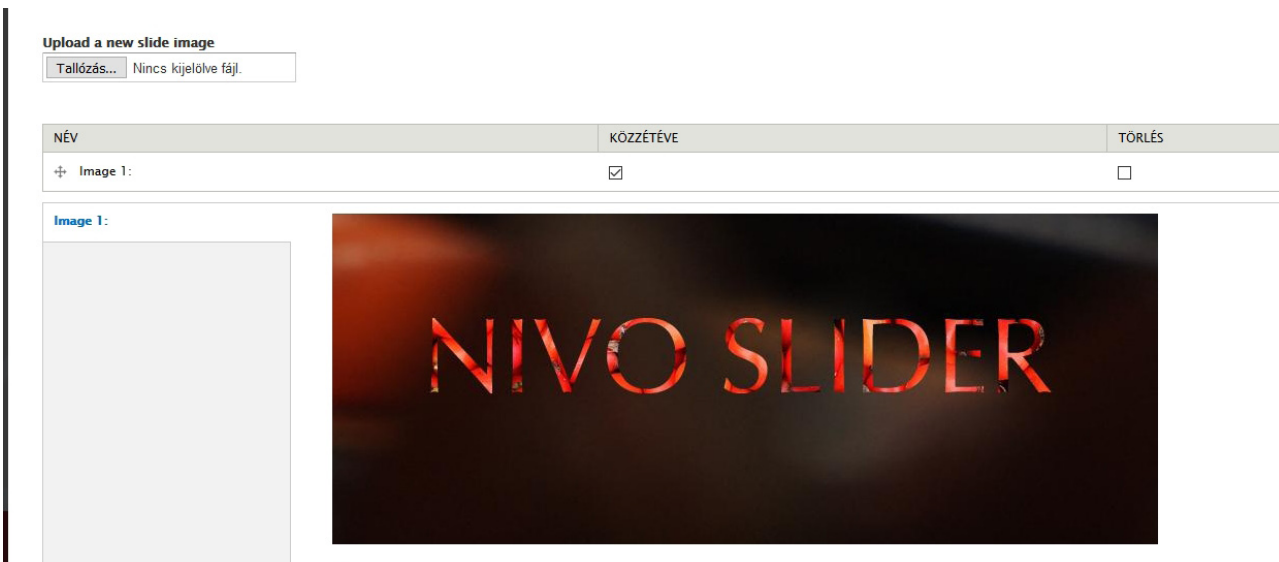 Upload a new slide image
Tallózás... Nincs kijelölve fájl.
NÉV KÖZZÉTÉVE TÖRLÉS
Image 1:
Image 1:
NIVO SLIDER